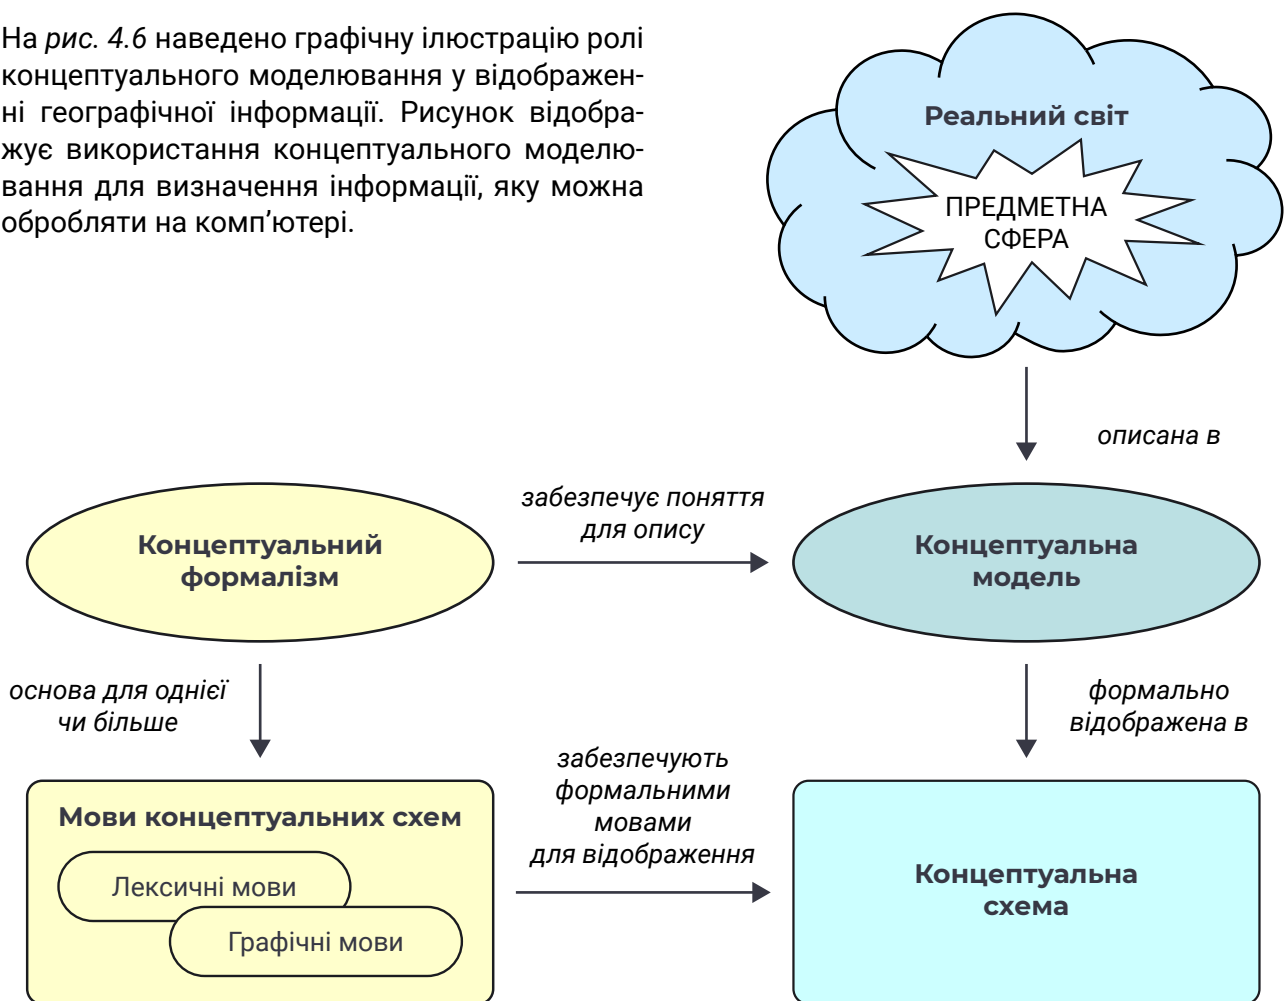 На рис. 4.6 наведено графічну ілюстрацію ролі
концептуального моделювання у відображен-
ні географічної інформації. Рисунок відобра-
жує використання концептуального моделю-
вання для визначення інформації, яку можна
обробляти на комп’ютері.
Реальний світ
ПРЕДМЕТНА
СФЕРА
описана в
Концептуальний
формалізм
забезпечує поняття
для опису
Концептуальна
модель
основа для однієї
чи більше
формально
відображена в
Мови концептуальних схем
Лексичні мови
Графічні мови
забезпечують
формальними
мовами
для відображення
Концептуальна
схема